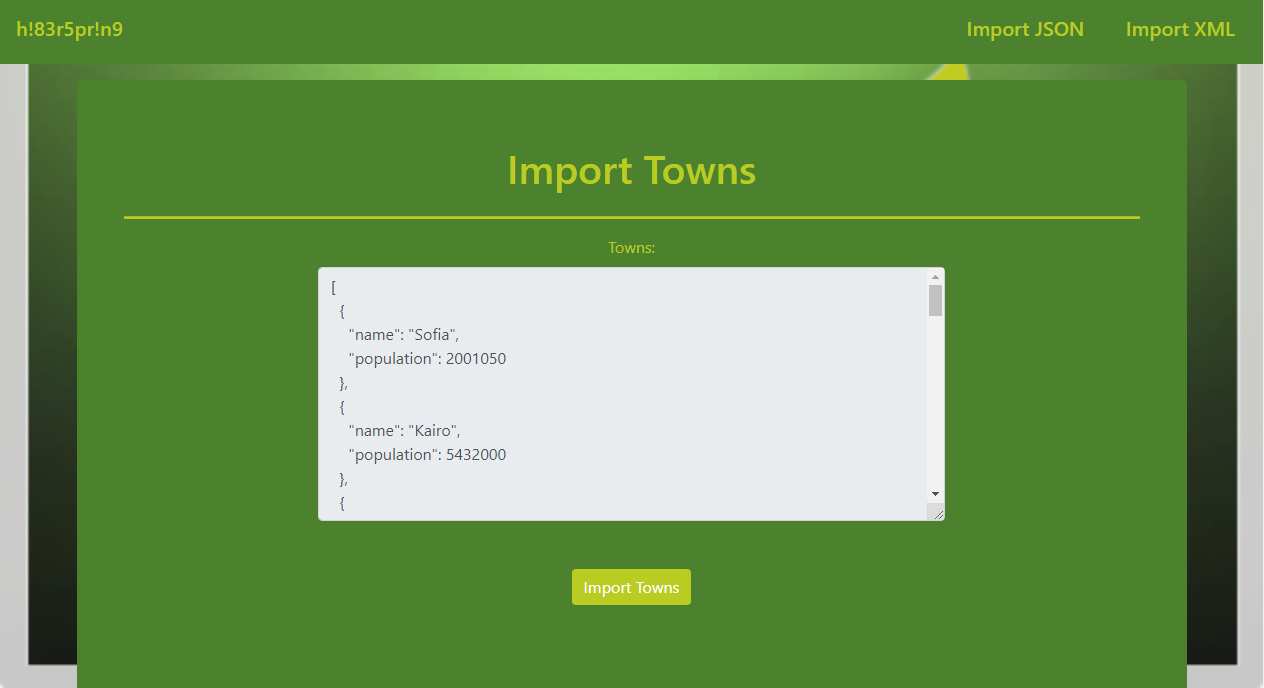 h!83r5pr!n9
Import JSON
Import XML
Import Towns
Towns:
[
{
"name": "Sofia",
"population": 2001050
},
{
"name": "Kairo",
"population": 5432000
},
{
Import Towns